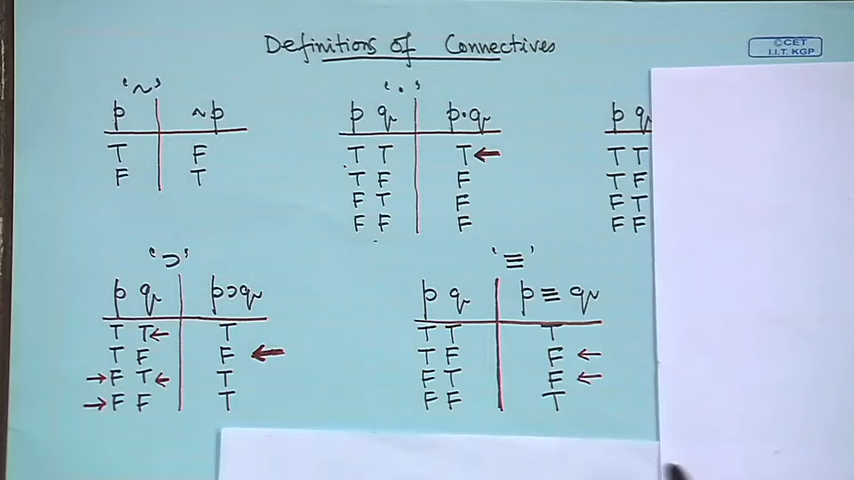 Definitions of Connectives
©CET
I.I.T. KGP
'~'
p ~p
T F
F T
'·'
p q p·q
T T T ←
T F F
F T F
F F F
p q
T T
T F
F T
F F
'⊃'
p q p⊃q
T T ← T
T F F ←
→ F T ← T
→ F F T
'≡'
p q p ≡ q
T T T
T F F ←
F T F ←
F F T